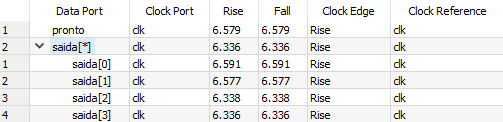 Data Port Clock Port Rise Fall Clock Edge Clock Reference
1 pronto clk 6.579 6.579 Rise clk
2 saida[*] clk 6.336 6.336 Rise clk
1 saida[0] clk 6.591 6.591 Rise clk
2 saida[1] clk 6.577 6.577 Rise clk
3 saida[2] clk 6.338 6.338 Rise clk
4 saida[3] clk 6.336 6.336 Rise clk